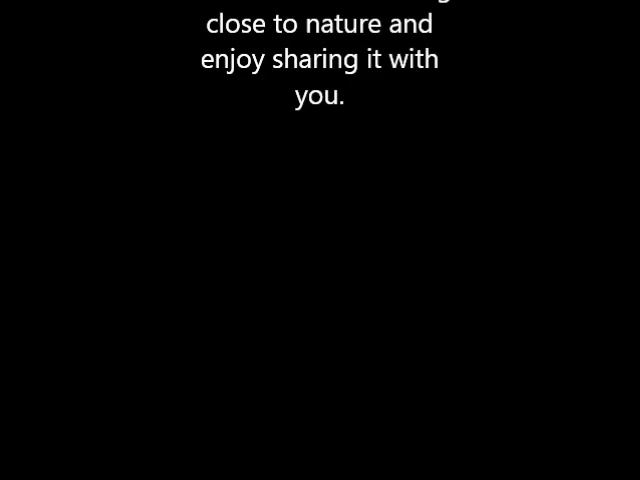 close to nature and
enjoy sharing it with
you.